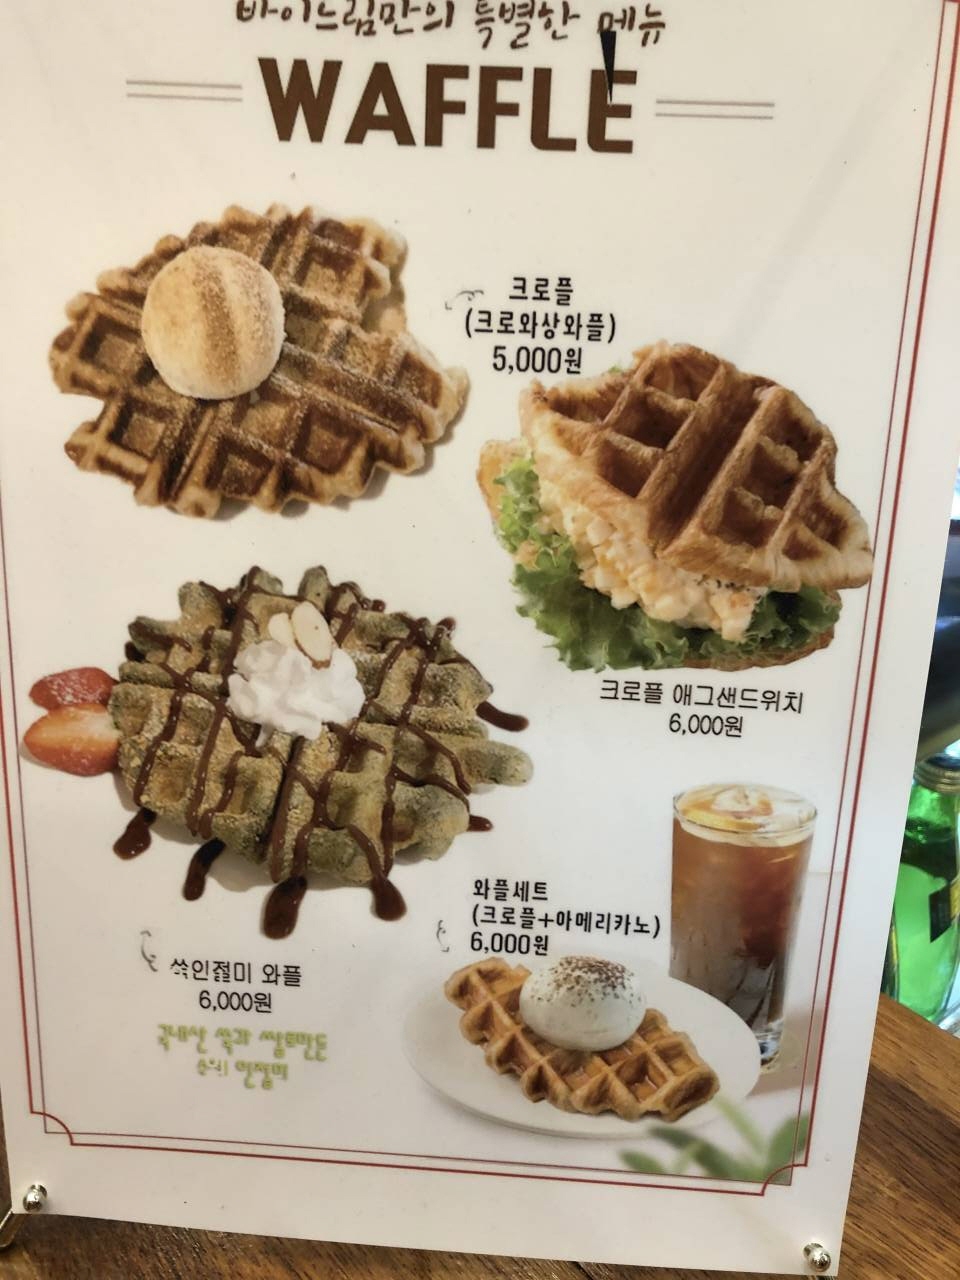 바이느림만의 특별한 메뉴
WAFFLE
크로플
(크로와상와플)
5,000원
크로플 애그샌드위치
6,000원
와플세트
(크로플+아메리카노)
6,000원
쑥인절미 와플
6,000원
국내산 쑥과 쌀로만든
인절미